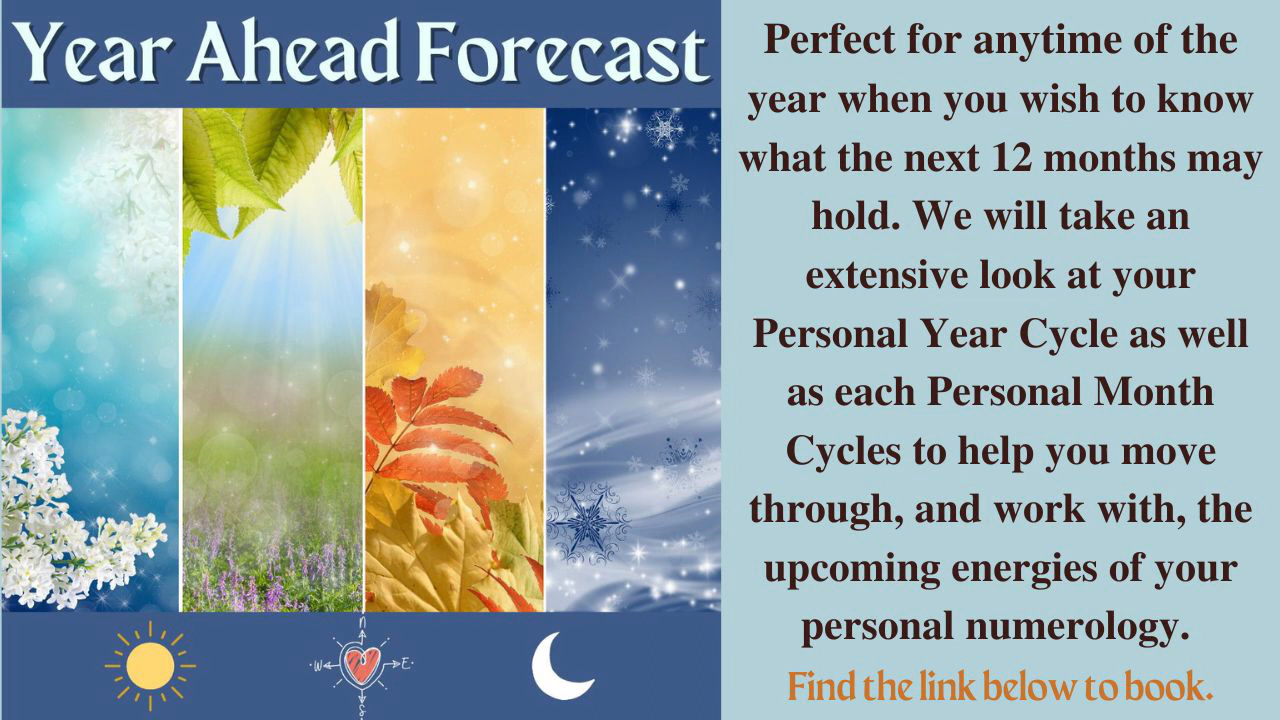 Year Ahead Forecast
Perfect for anytime of the
year when you wish to know
what the next 12 months may
hold. We will take an
extensive look at your
Personal Year Cycle as well
as each Personal Month
Cycles to help you move
through, and work with, the
upcoming energies of your
personal numerology.
Find the link below to book.
n
W E
s